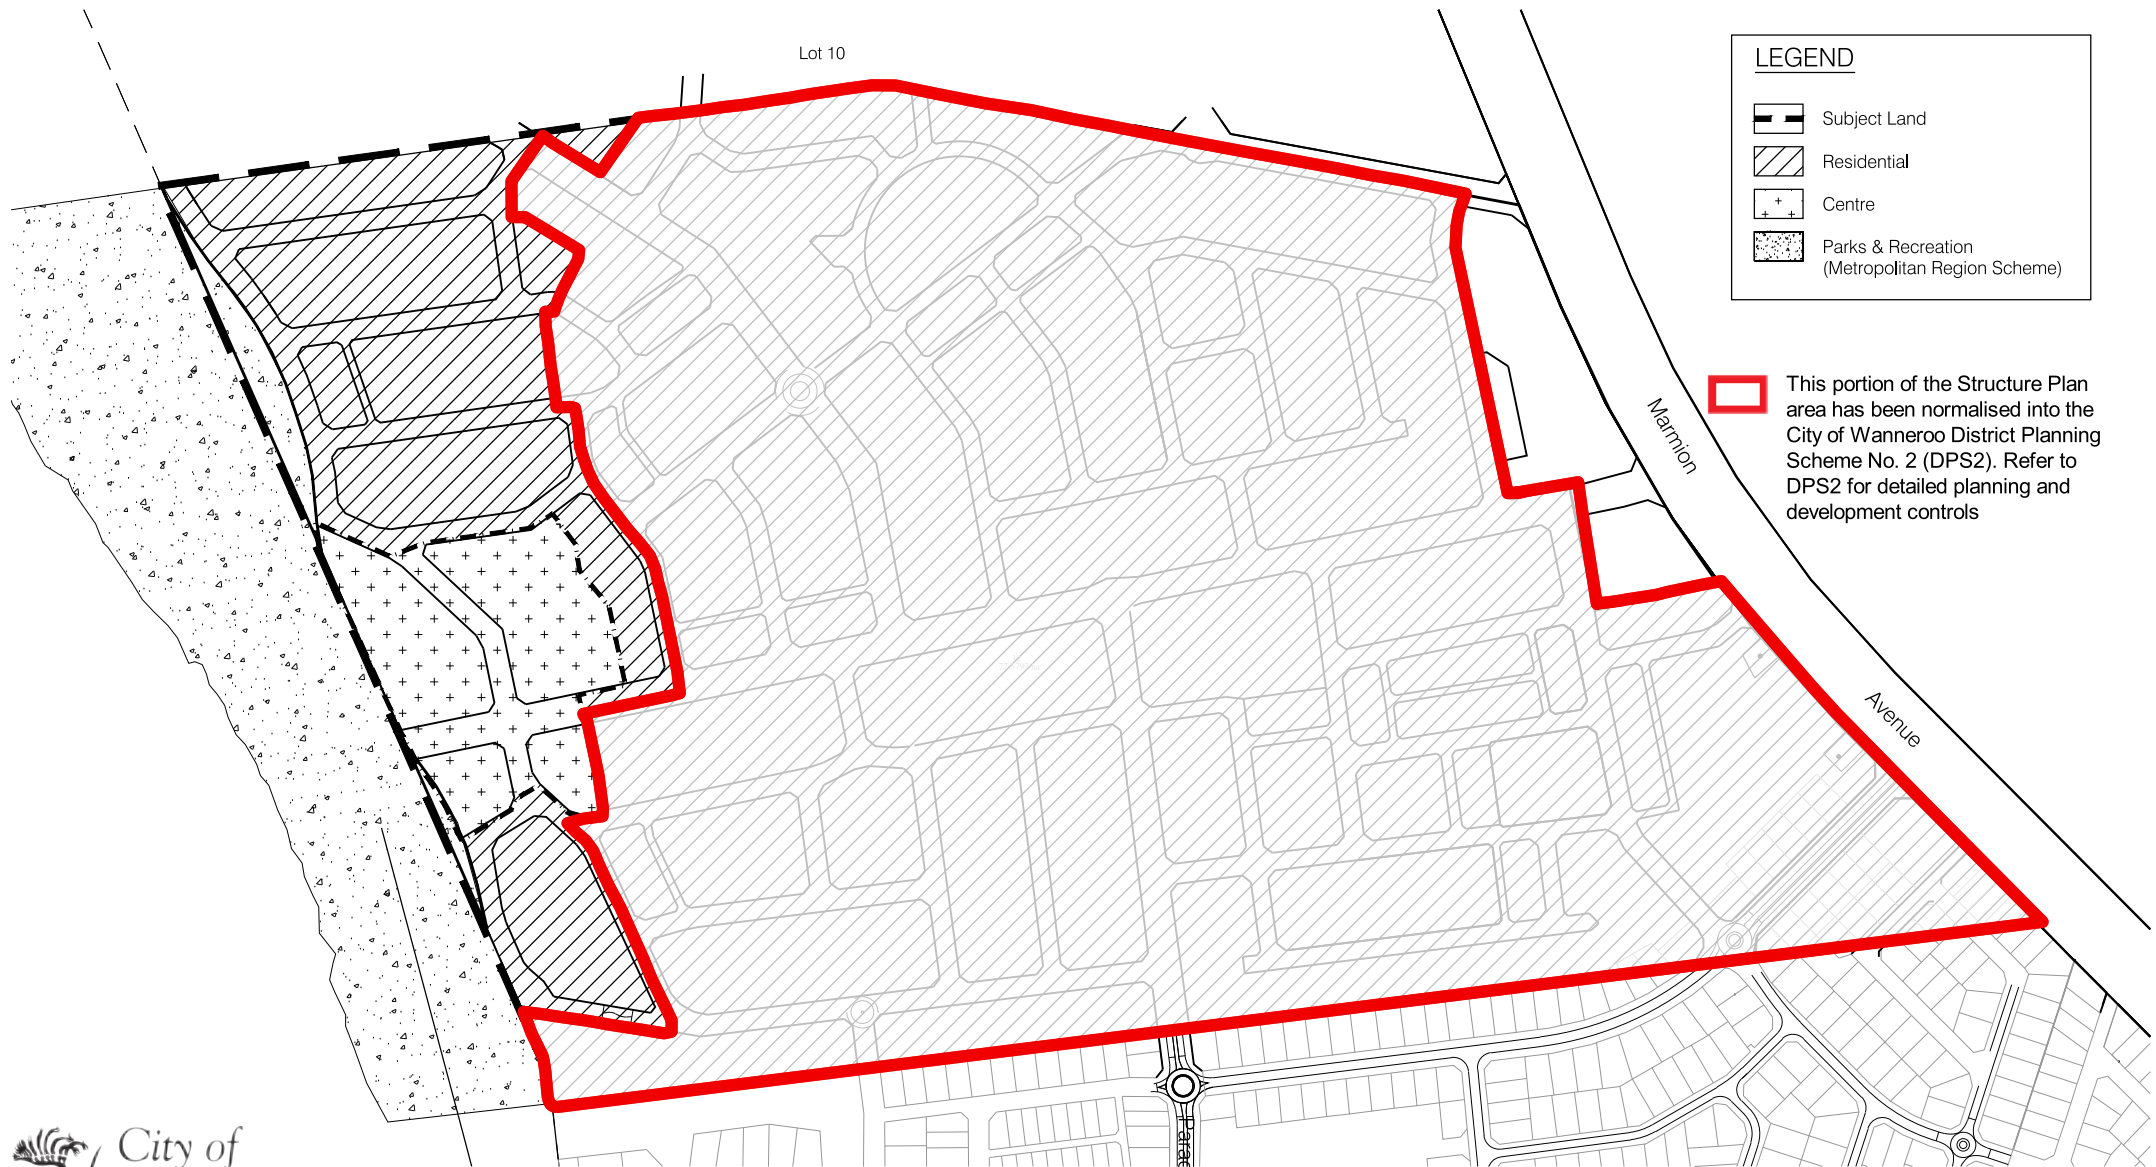 Lot 10
LEGEND
Subject Land
Residential
Centre
Parks & Recreation
(Metropolitan Region Scheme)
This portion of the Structure Plan
area has been normalised into the
City of Wanneroo District Planning
Scheme No. 2 (DPS2). Refer to
DPS2 for detailed planning and
development controls
Marmion
Avenue
City of